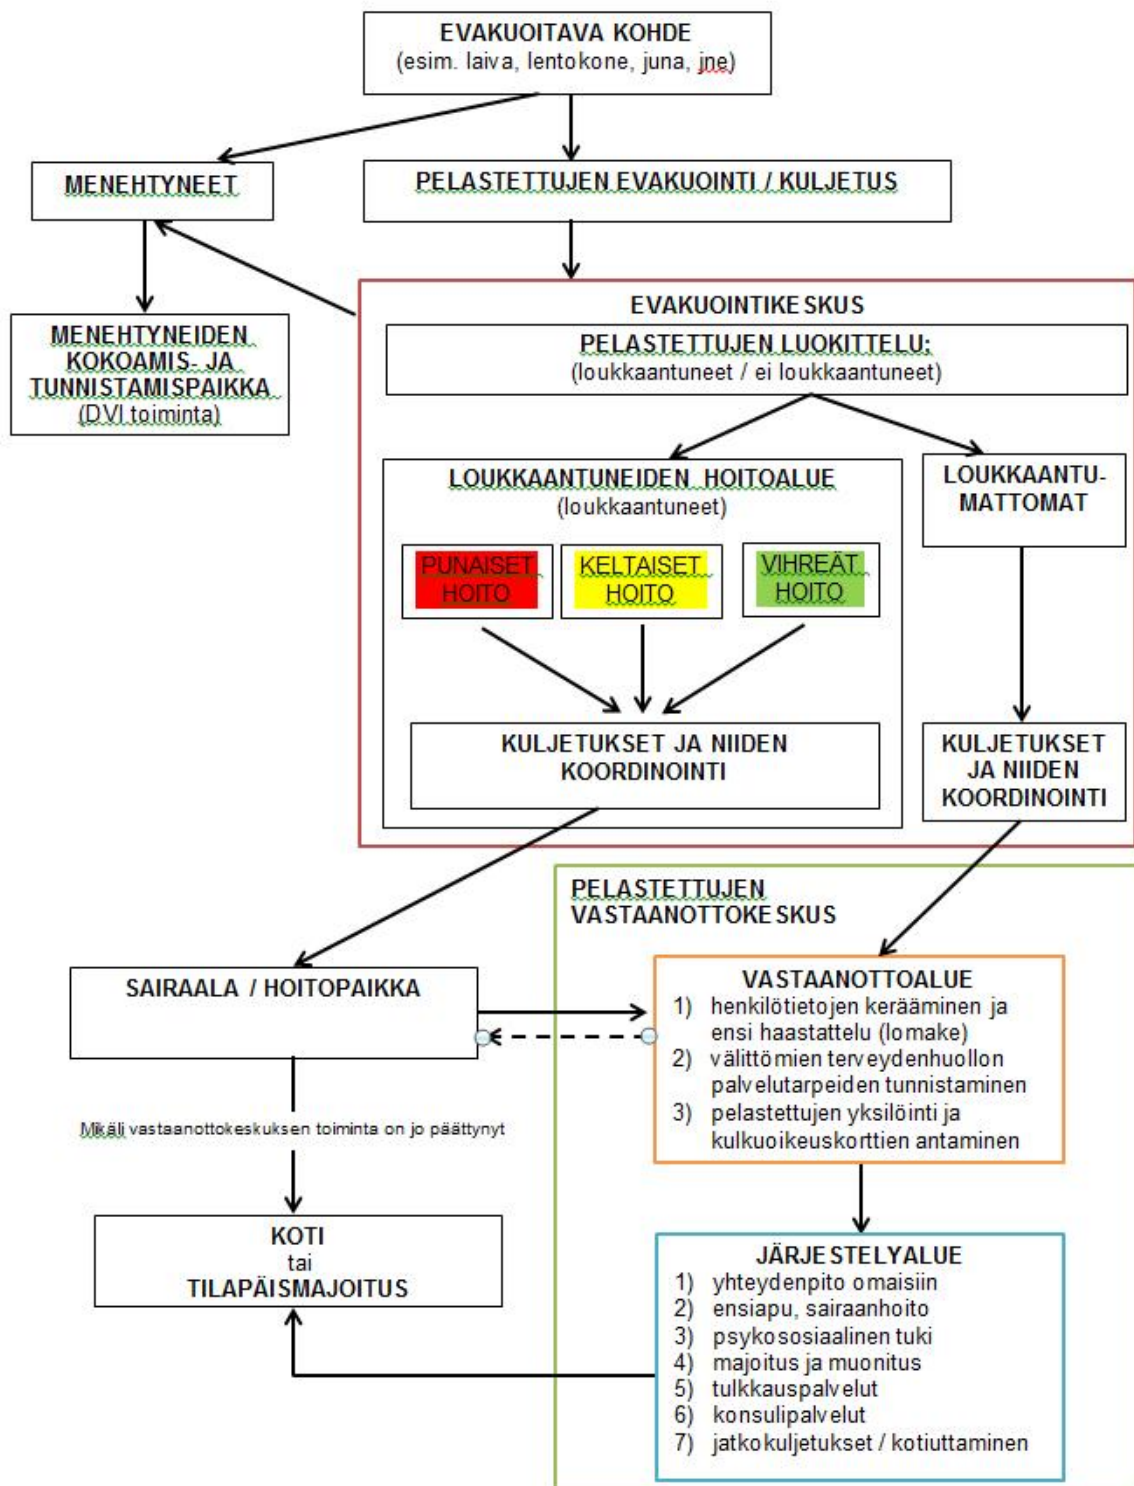 EVAKUOITAVA KOHDE
(esim. laiva, lentokone, juna, jne)
MENEHTYNEET
PELASTETTUJEN EVAKUOINTI / KULJETUS
MENEHTYNEIDEN
KOKOAMIS- JA
TUNNISTAMISPAIKKA
(DVI toiminta)
EVAKUOINTIKESKUS
PELASTETTUJEN LUOKITTELU:
(loukkaantuneet / ei loukkaantuneet)
LOUKKAANTUNEIDEN HOITOALUE
(loukkaantuneet)
LOUKKAANTU-
MATTOMAT
PUNAISET
HOITO
KELTAISET
HOITO
VIHREÄT
HOITO
KULJETUKSET JA NIIDEN
KOORDINOINTI
KULJETUKSET
JA NIIDEN
KOORDINOINTI
PELASTETTUJEN
VASTAANOTTOKESKUS
SAIRAALA / HOITOPAIKKA
VASTAANOTTOALUE
1) henkilötietojen kerääminen ja
ensi haastattelu (lomake)
2) välittömien terveydenhuollon
palvelutarpeiden tunnistaminen
3) pelastettujen yksilöinti ja
kulkuoikeuskorttien antaminen
Mikäli vastaanottokeskuksen toiminta on jo päättynyt
KOTI
tai
TILAPÄISMAJOITUS
JÄRJESTELYALUE
1) yhteydenpito omaisiin
2) ensiapu, sairaanhoito
3) psykososiaalinen tuki
4) majoitus ja muonitus
5) tulkkauspalvelut
6) konsulipalvelut
7) jatkokuljetukset / kotiuttaminen